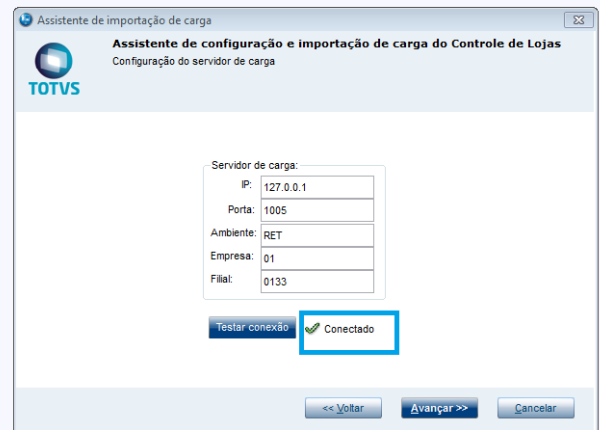 Assistente de importação de carga
Assistente de configuração e importação de carga do Controle de Lojas
Configuração do servidor de carga
TOTVS
Servidor de carga:
IP: 127.0.0.1
Porta: 1005
Ambiente: RET
Empresa: 01
Filial: 0133
Testar conexão Conectado
<< Voltar Avançar >> Cancelar